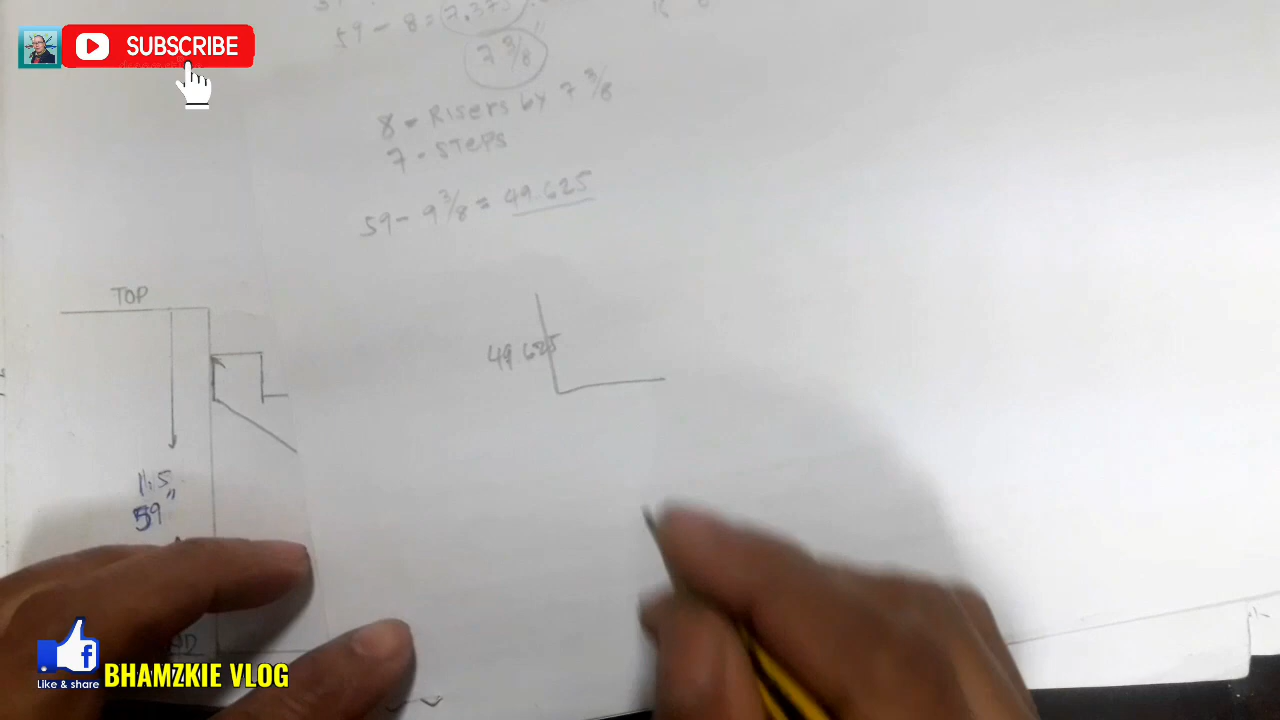 SUBSCRIBE
59 - 8 = 7.375
7 3/8"
8 - RISERS by 7 3/8
7 - STEPS
59 - 9 3/8 = 49.625
TOP
49.625
1.5
59"
Like & share
BHAMZKIE VLOG